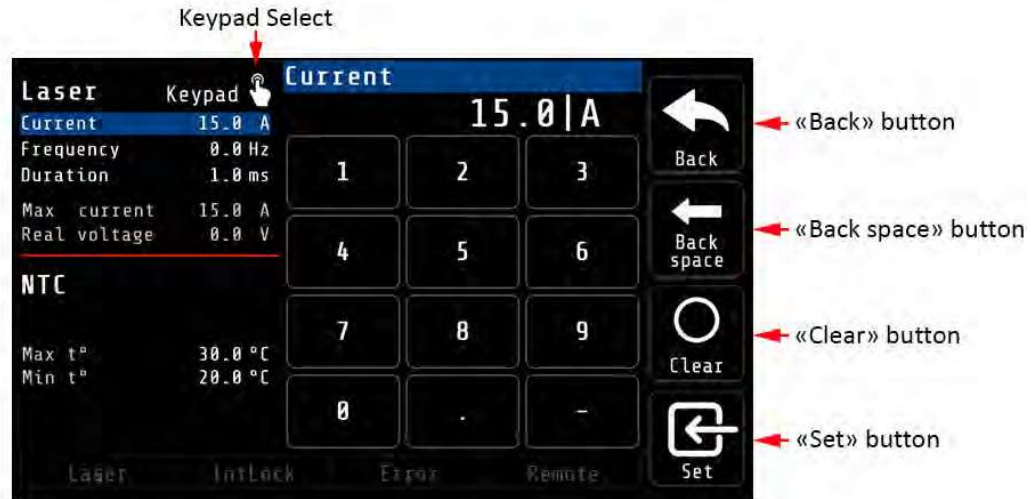 Keypad Select
Laser Keypad
Current 15.0 A
Frequency 0.0 Hz
Duration 1.0 ms
Max current 15.0 A
Real voltage 0.0 V
NTC
Max t° 30.0 °C
Min t° 20.0 °C
Current
15.0|A
1 2 3
4 5 6
7 8 9
0 . -
Back
Back
space
Clear
Set
«Back» button
«Back space» button
«Clear» button
«Set» button
Laser IntLock Error Remote